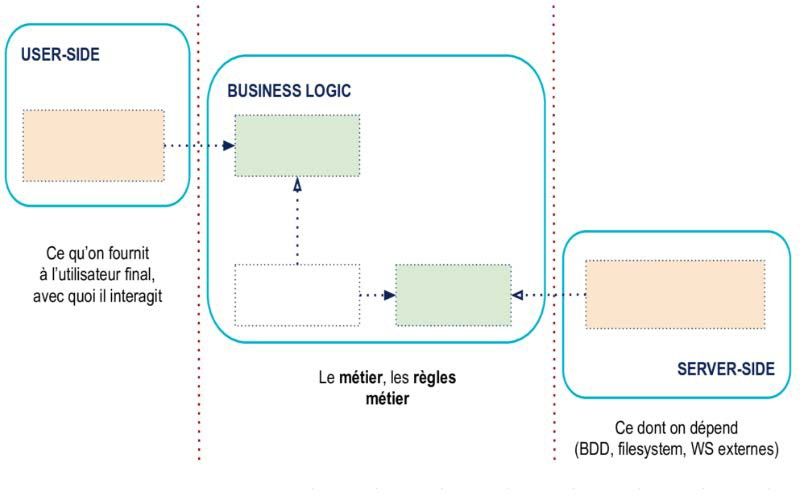 USER-SIDE
BUSINESS LOGIC
Ce qu'on fournit
à l'utilisateur final,
avec quoi il interagit
Le métier, les règles
métier
SERVER-SIDE
Ce dont on dépend
(BDD, filesystem, WS externes)